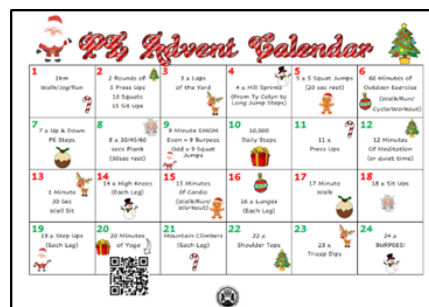 PE Advent Calendar
1
1km
Walk/Jog/Run
2
2 Rounds of
5 Press Ups
10 Squats
15 Sit Ups
3
3 x Laps
of the Yard
4
4 x Hill Sprints
(From Ty Celyn to
Long Jump Steps)
5
5 x 5 Squat Jumps
(20 sec rest)
6
60 Minutes of
Outdoor Exercise
(Walk/Run/
Cycle/Workout)
7
7 x Up & Down
PE Steps
8
8 x 30/45/60
secs Plank
(30sec rest)
9
9 Minute EMOM
Even = 9 Burpees
Odd = 9 Squat
Jumps
10
10,000
Daily Steps
11
11 x
Press Ups
12
12 Minutes
Of Meditation
(or quiet time)
13
1 Minute
30 Sec
Wall Sit
14
14 x High Knees
(Each Leg)
15
15 Minutes
of Cardio
(Walk/Run/
Workout)
16
16 x Lunges
(Each Leg)
17
17 Minute
Walk
18
18 x Sit Ups
19
19 x Step Ups
(Each Leg)
20
20 Minutes
of Yoga
21
Mountain Climbers
(Each Leg)
22
22 x
Shoulder Taps
23
23 x
Tricep Dips
24
24 x
BURPEES!